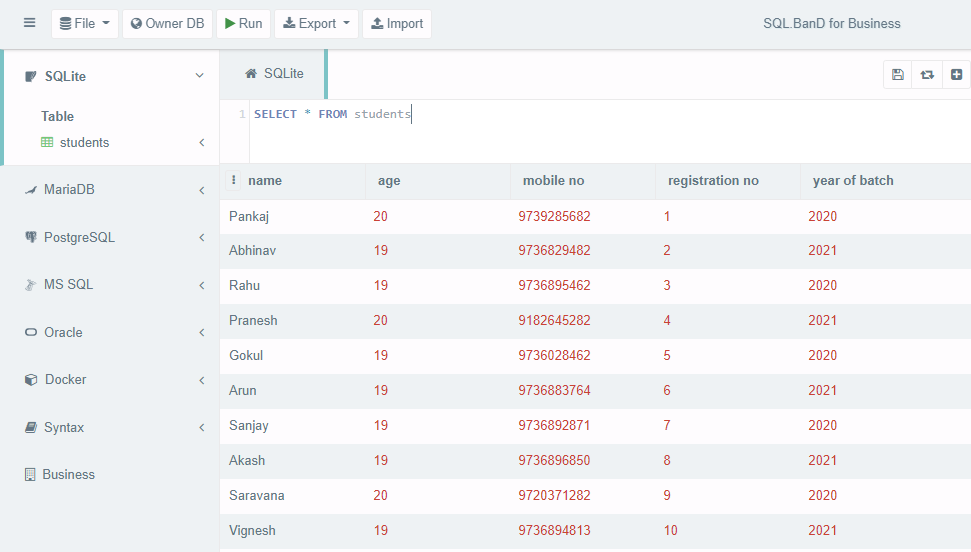 File Owner DB Run Export Import SQL.BanD for Business
SQLite
Table
students
MariaDB
PostgreSQL
MS SQL
Oracle
Docker
Syntax
Business
SQLite
1 SELECT * FROM students
name age mobile no registration no year of batch
Pankaj 20 9739285682 1 2020
Abhinav 19 9736829482 2 2021
Rahu 19 9736895462 3 2020
Pranesh 20 9182645282 4 2021
Gokul 19 9736028462 5 2020
Arun 19 9736883764 6 2021
Sanjay 19 9736892871 7 2020
Akash 19 9736896850 8 2021
Saravana 20 9720371282 9 2020
Vignesh 19 9736894813 10 2021